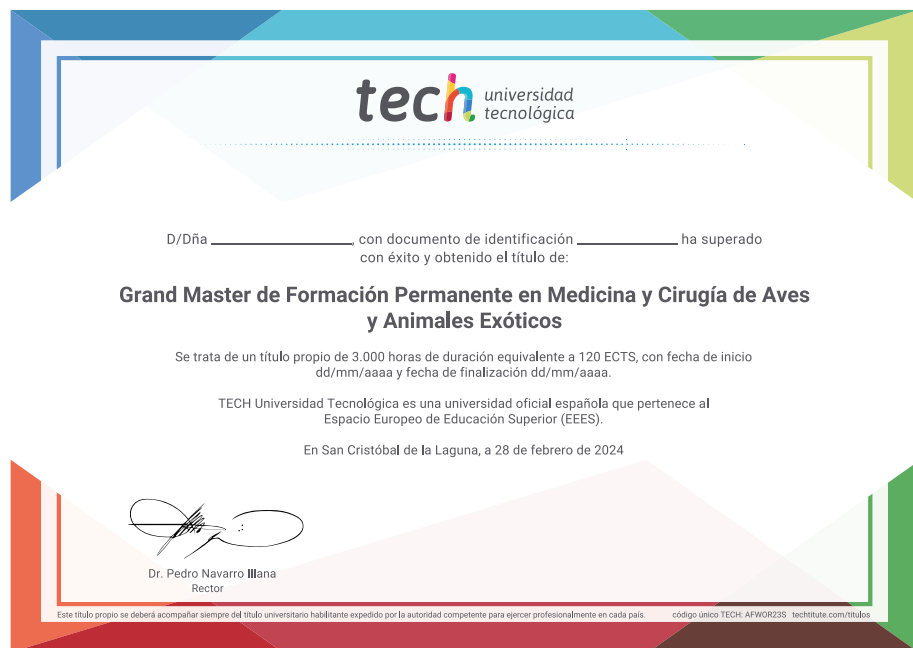 tech universidad
tecnológica
D/Dña ____________, con documento de identificación ____________ ha superado
con éxito y obtenido el título de:
Grand Master de Formación Permanente en Medicina y Cirugía de Aves
y Animales Exóticos
Se trata de un título propio de 3.000 horas de duración equivalente a 120 ECTS, con fecha de inicio
dd/mm/aaaa y fecha de finalización dd/mm/aaaa.
TECH Universidad Tecnológica es una universidad oficial española que pertenece al
Espacio Europeo de Educación Superior (EEES).
En San Cristóbal de la Laguna, a 28 de febrero de 2024
Dr. Pedro Navarro Illana
Rector
Este título propio se deberá acompañar siempre del título universitario habilitante expedido por la autoridad competente para ejercer profesionalmente en cada país. código único TECH: AFWOR23S techtitute.com/titulos